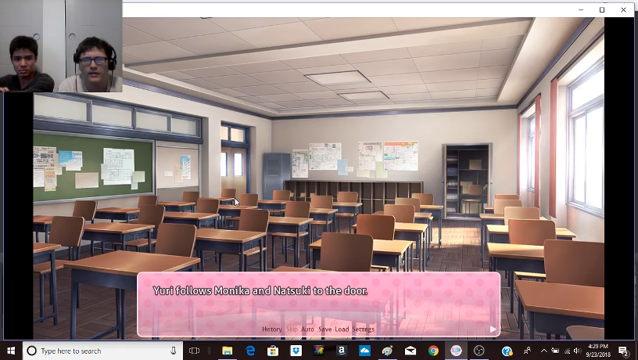 Yuri follows Monika and Natsuki to the door.
History Skip Auto Save Load Settings
Type here to search
4:29 PM
9/23/2018